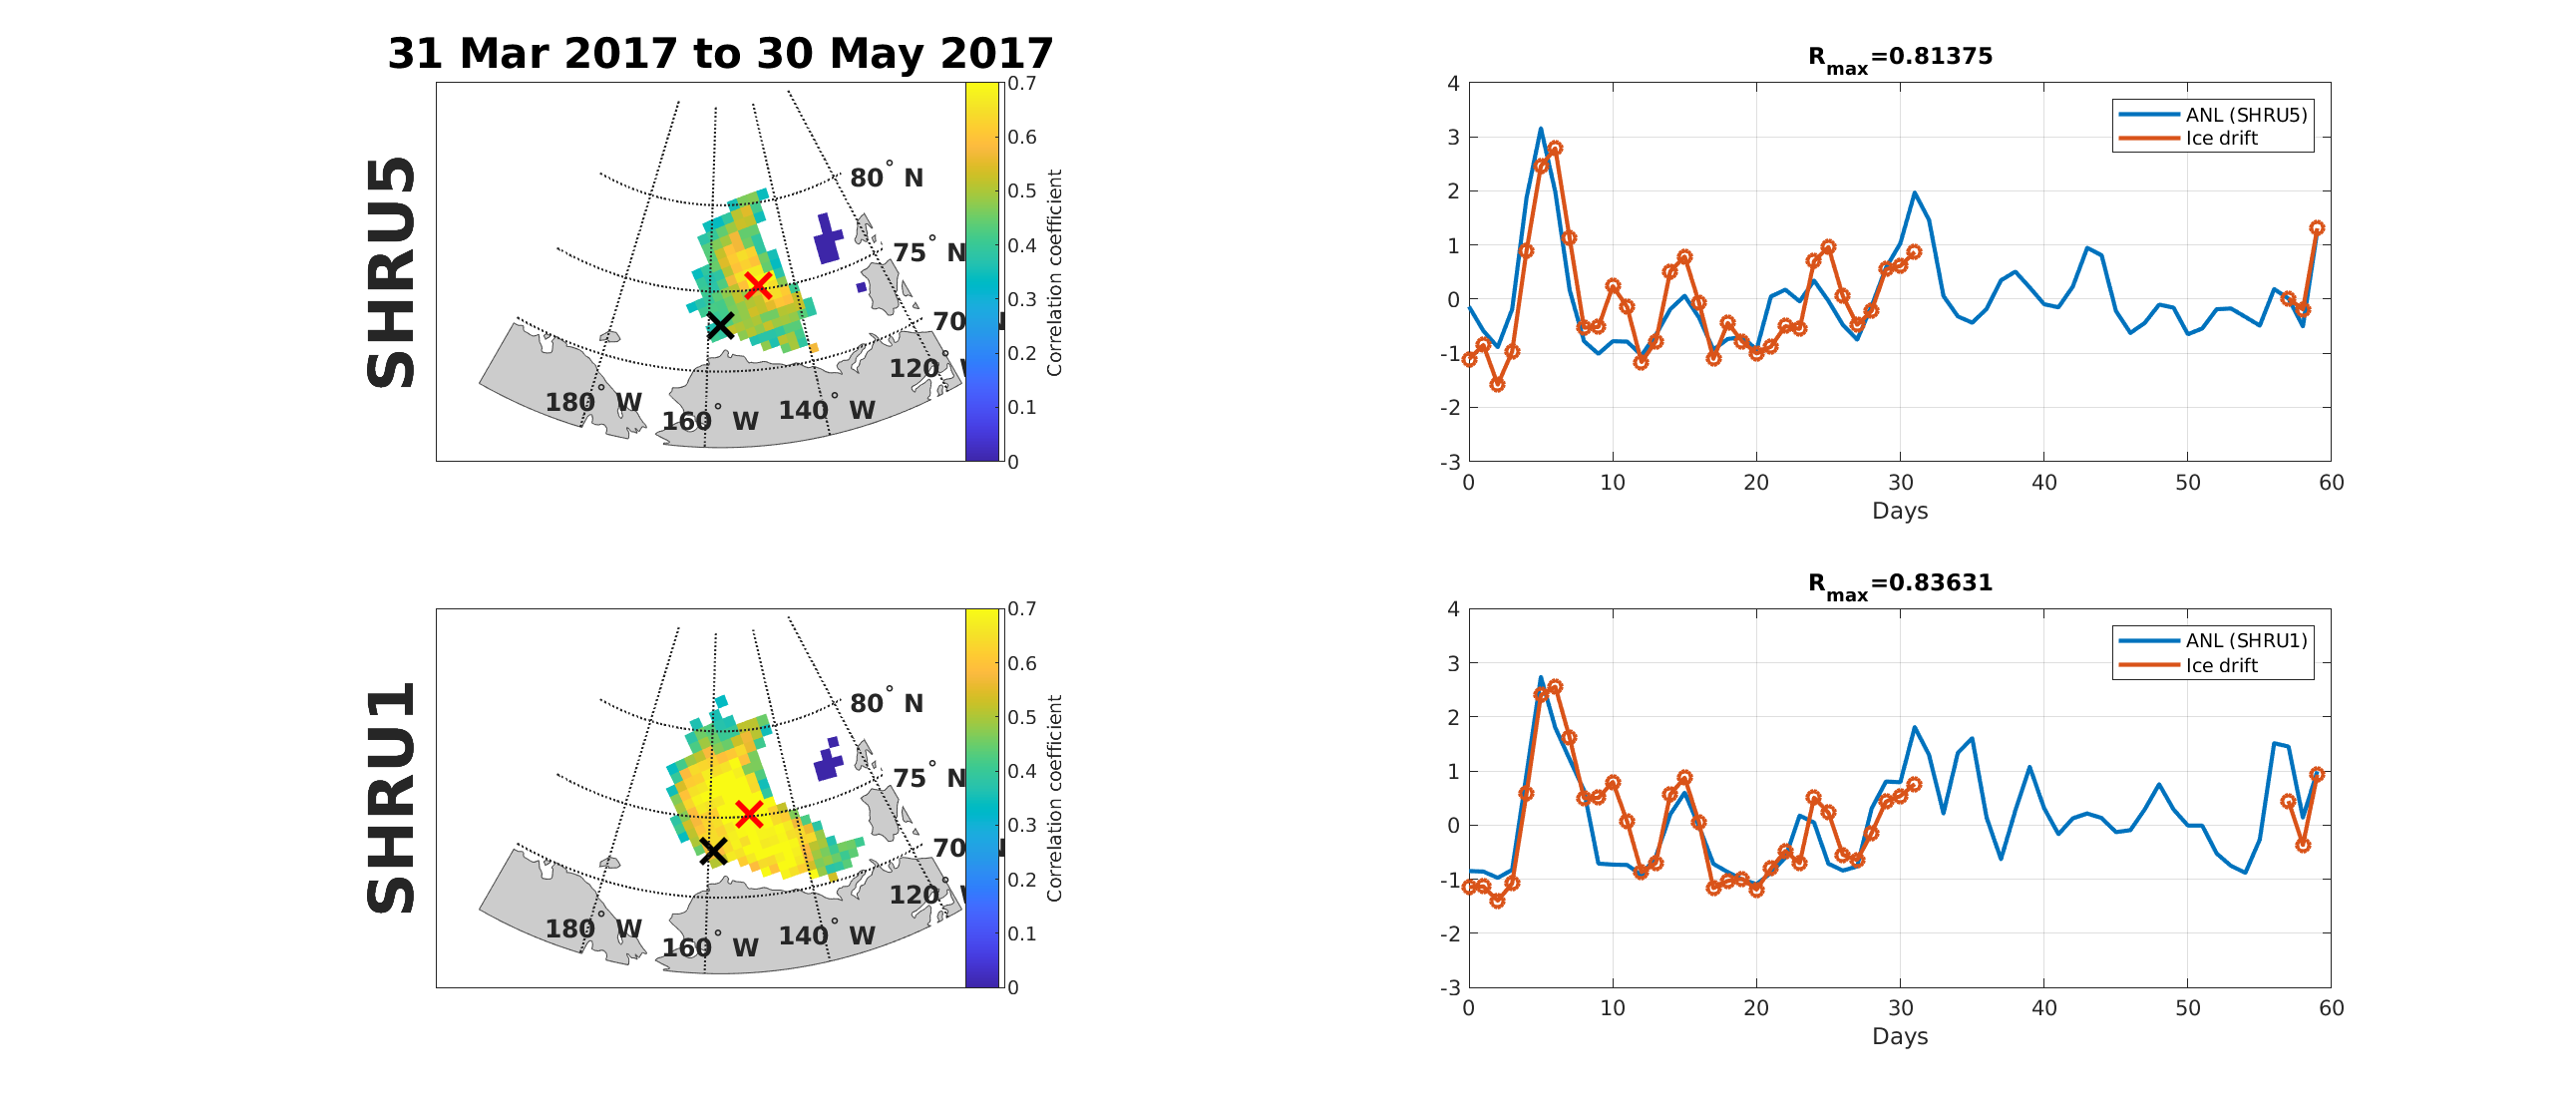 31 Mar 2017 to 30 May 2017
SHRU5
80° N
75° N
70° N
120° W
180° W
160° W
140° W
0.7
0.6
0.5
0.4
0.3
0.2
0.1
0
Correlation coefficient
Rmax=0.81375
ANL (SHRU5)
Ice drift
4
3
2
1
0
-1
-2
-3
0 10 20 30 40 50 60
Days
SHRU1
80° N
75° N
70° N
120° W
180° W
160° W
140° W
0.7
0.6
0.5
0.4
0.3
0.2
0.1
0
Correlation coefficient
Rmax=0.83631
ANL (SHRU1)
Ice drift
4
3
2
1
0
-1
-2
-3
0 10 20 30 40 50 60
Days